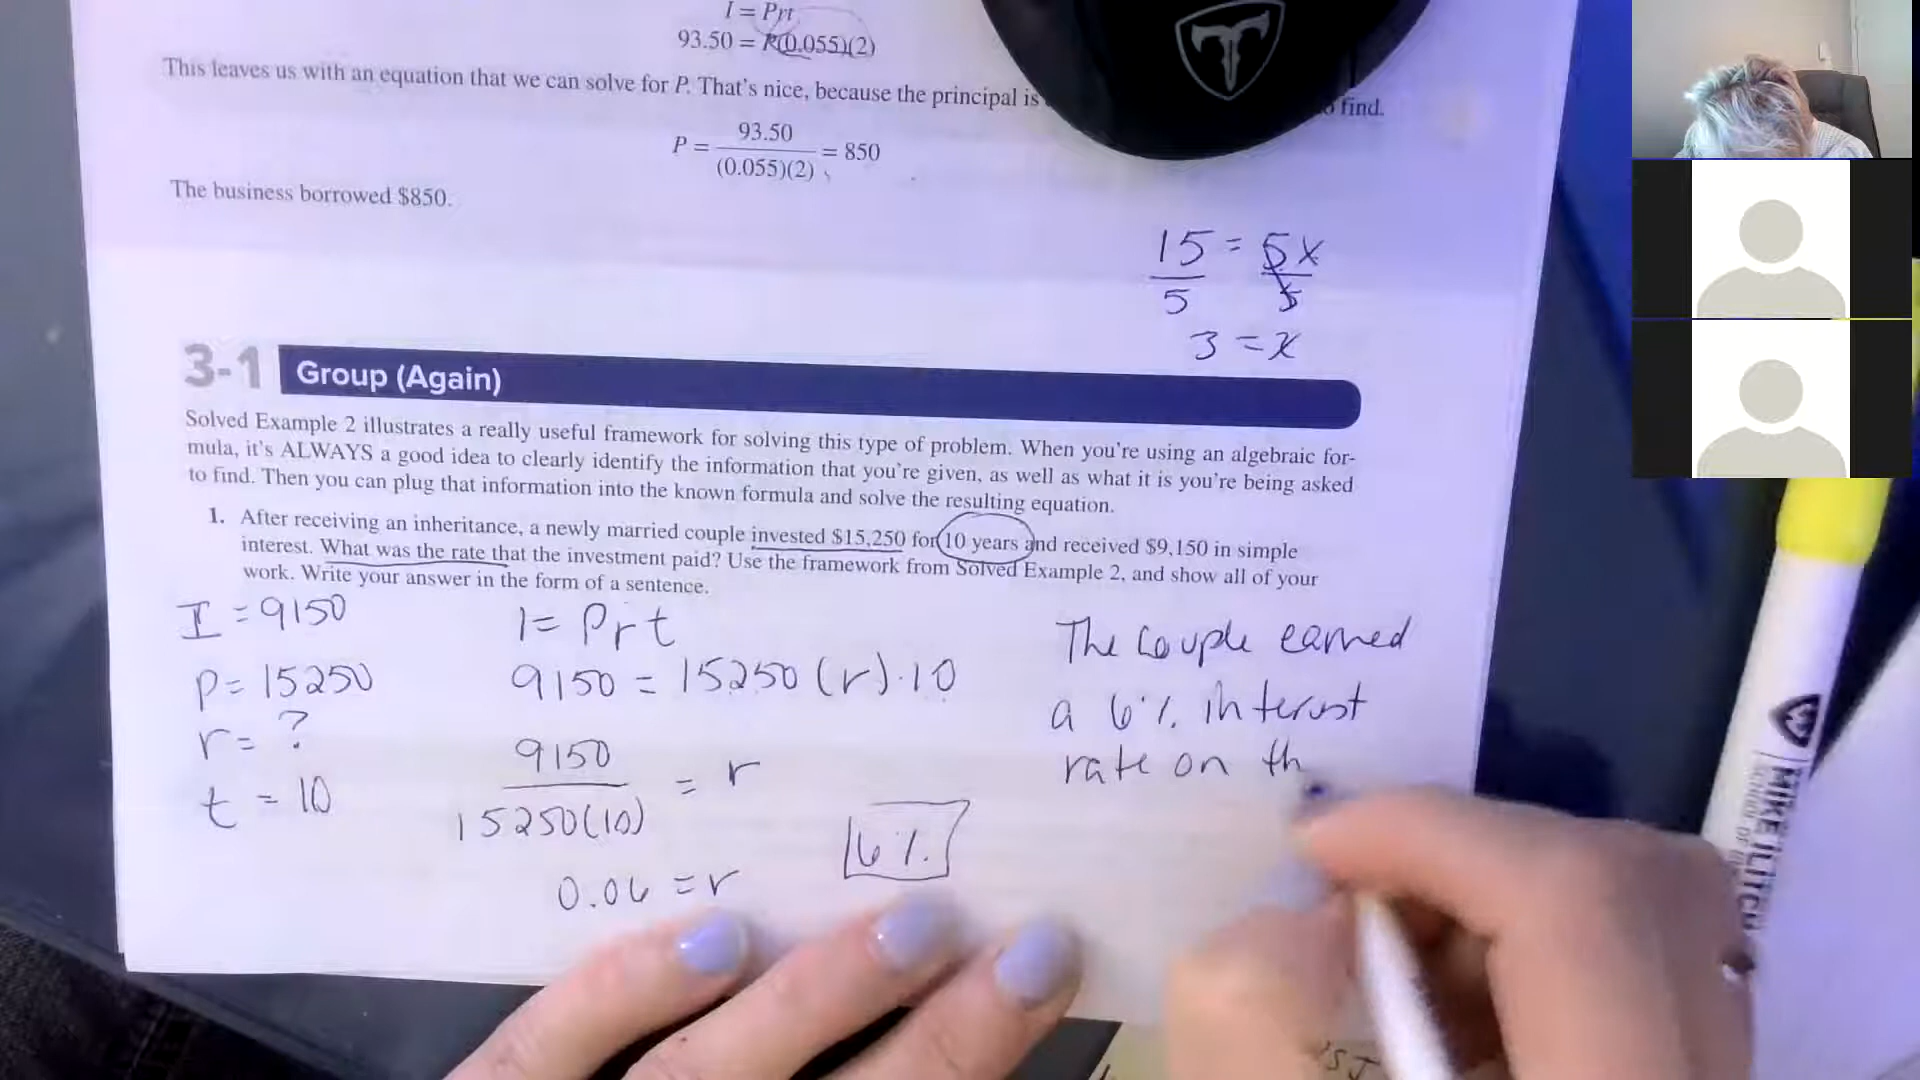 I = Prt
93.50 = P(0.055)(2)
This leaves us with an equation that we can solve for P. That's nice, because the principal is find.
P = 93.50 / (0.055)(2) = 850
The business borrowed $850.
15 = 5x
5 5
3 = x
3-1 Group (Again)
Solved Example 2 illustrates a really useful framework for solving this type of problem. When you're using an algebraic for-
mula, it's ALWAYS a good idea to clearly identify the information that you're given, as well as what it is you're being asked
to find. Then you can plug that information into the known formula and solve the resulting equation.
1. After receiving an inheritance, a newly married couple invested $15,250 for 10 years and received $9,150 in simple
interest. What was the rate that the investment paid? Use the framework from Solved Example 2, and show all of your
work. Write your answer in the form of a sentence.
I = 9150
P = 15250
r = ?
t = 10
I = Prt
9150 = 15250 (r) · 10
9150 / 15250(10) = r
0.06 = r
6%
The couple earned
a 6% interest
rate on th
MIKE ILITCH